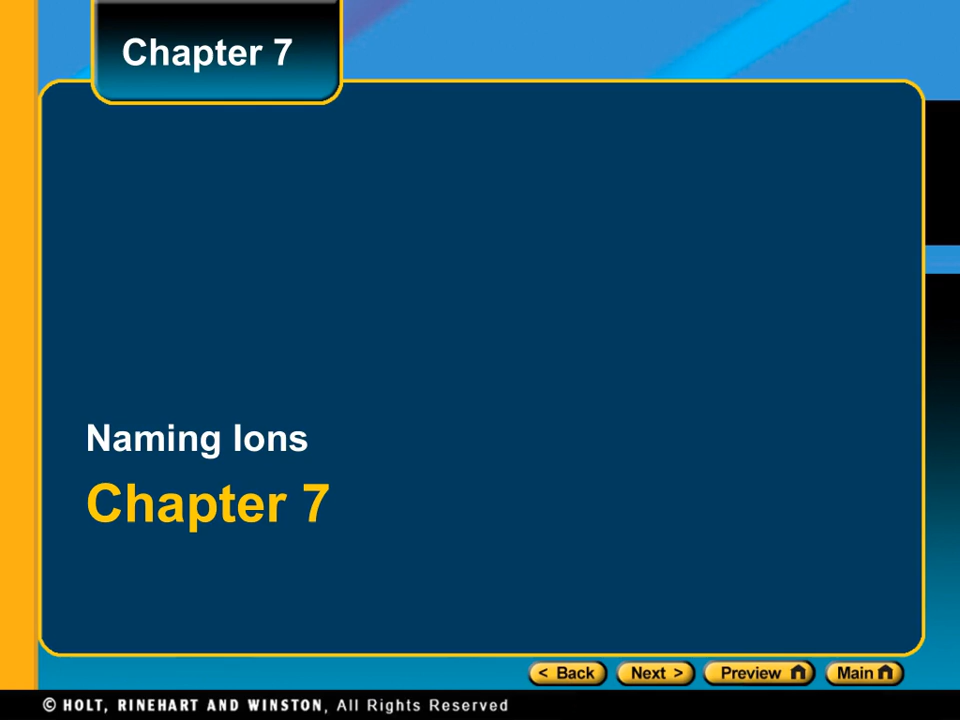 Chapter 7
Naming Ions
Chapter 7
< Back Next > Preview Main
© HOLT, RINEHART AND WINSTON, All Rights Reserved